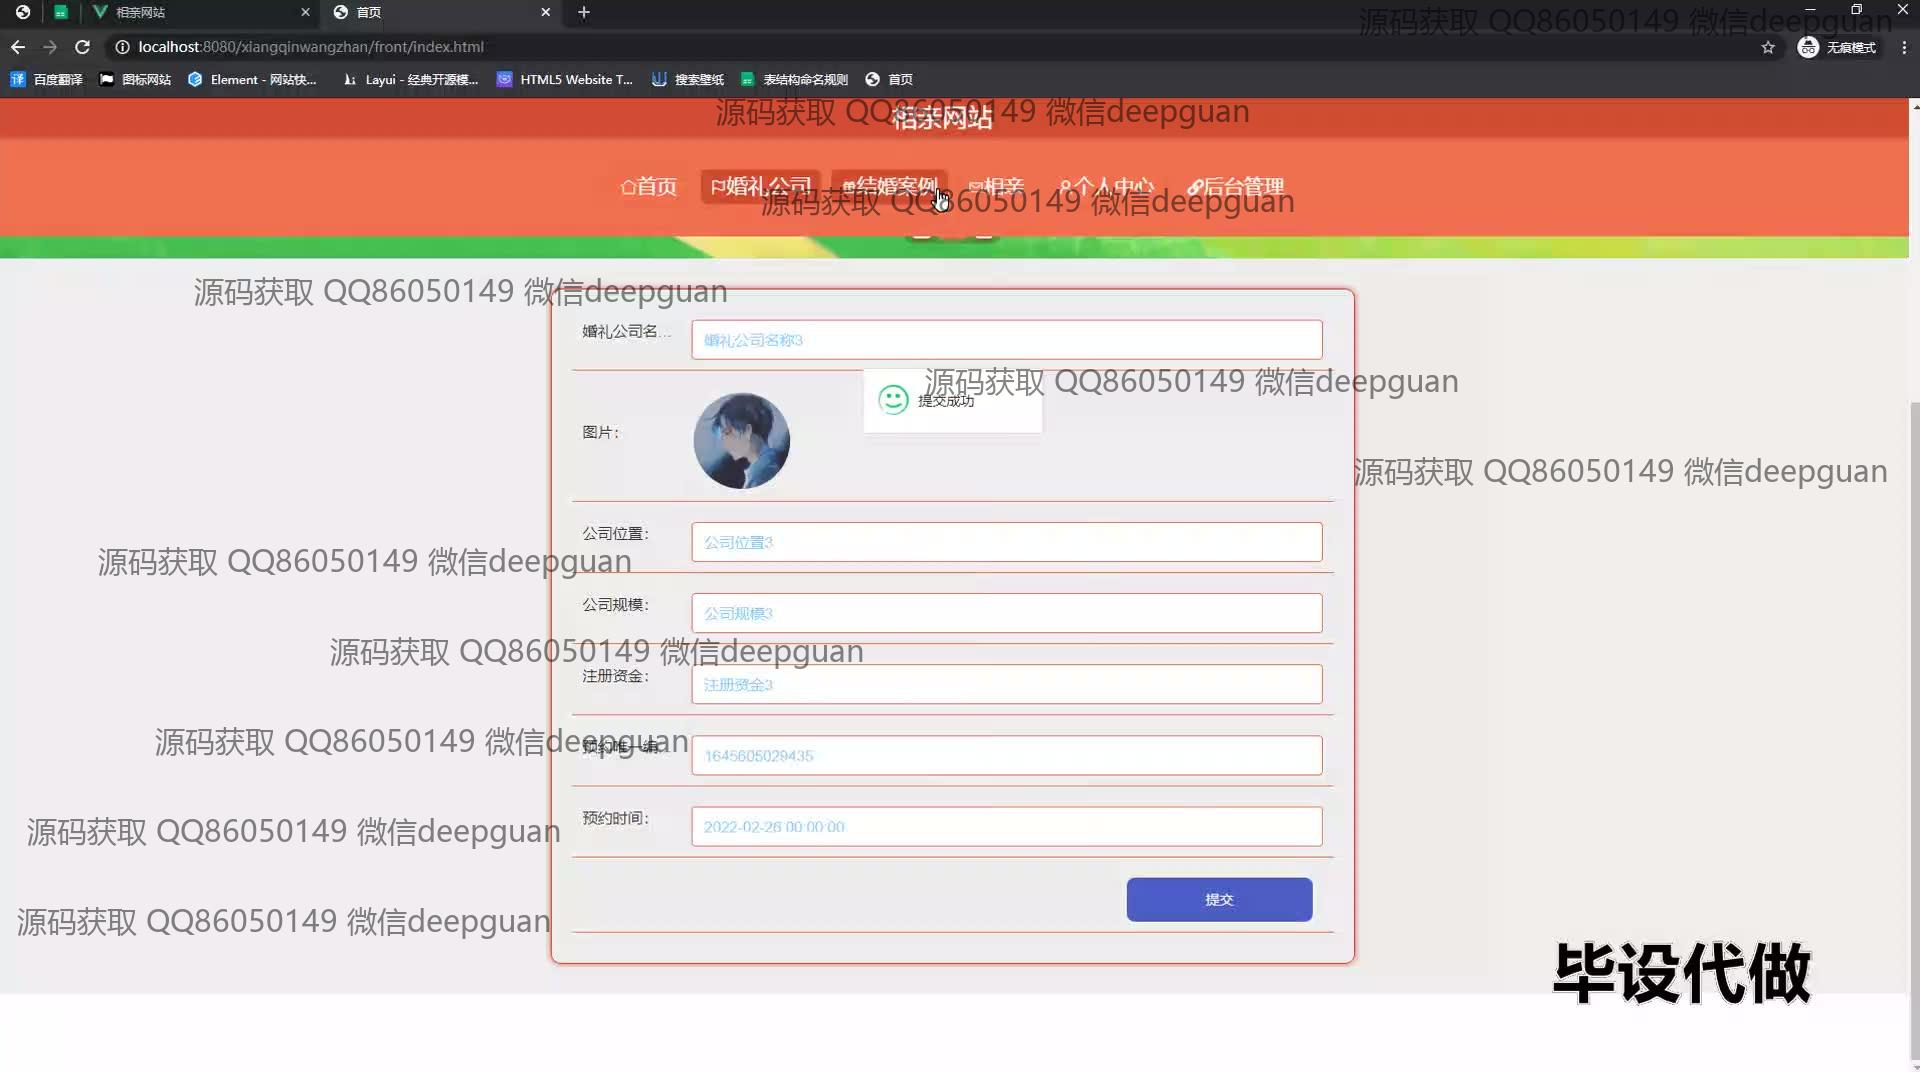 相亲网站
首页
源码获取 QQ86050149 微信deepguan
localhost:8080/xiangqinwangzhan/front/index.html
无痕模式
百度翻译
图标网站
Element - 网站快...
Layui - 经典开源模...
HTML5 Website T...
搜索壁纸
表结构命名规则
首页
相亲网站
源码获取 QQ86050149 微信deepguan
首页
婚礼公司
结婚案例
相亲
个人中心
后台管理
源码获取 QQ86050149 微信deepguan
源码获取 QQ86050149 微信deepguan
婚礼公司名...
婚礼公司名称3
提交成功
源码获取 QQ86050149 微信deepguan
图片:
源码获取 QQ86050149 微信deepguan
公司位置:
公司位置3
源码获取 QQ86050149 微信deepguan
公司规模:
公司规模3
源码获取 QQ86050149 微信deepguan
注册资金:
注册资金3
源码获取 QQ86050149 微信deepguan
预约唯一编...
1645605029435
预约时间:
2022-02-26 00:00:00
源码获取 QQ86050149 微信deepguan
提交
源码获取 QQ86050149 微信deepguan
毕设代做